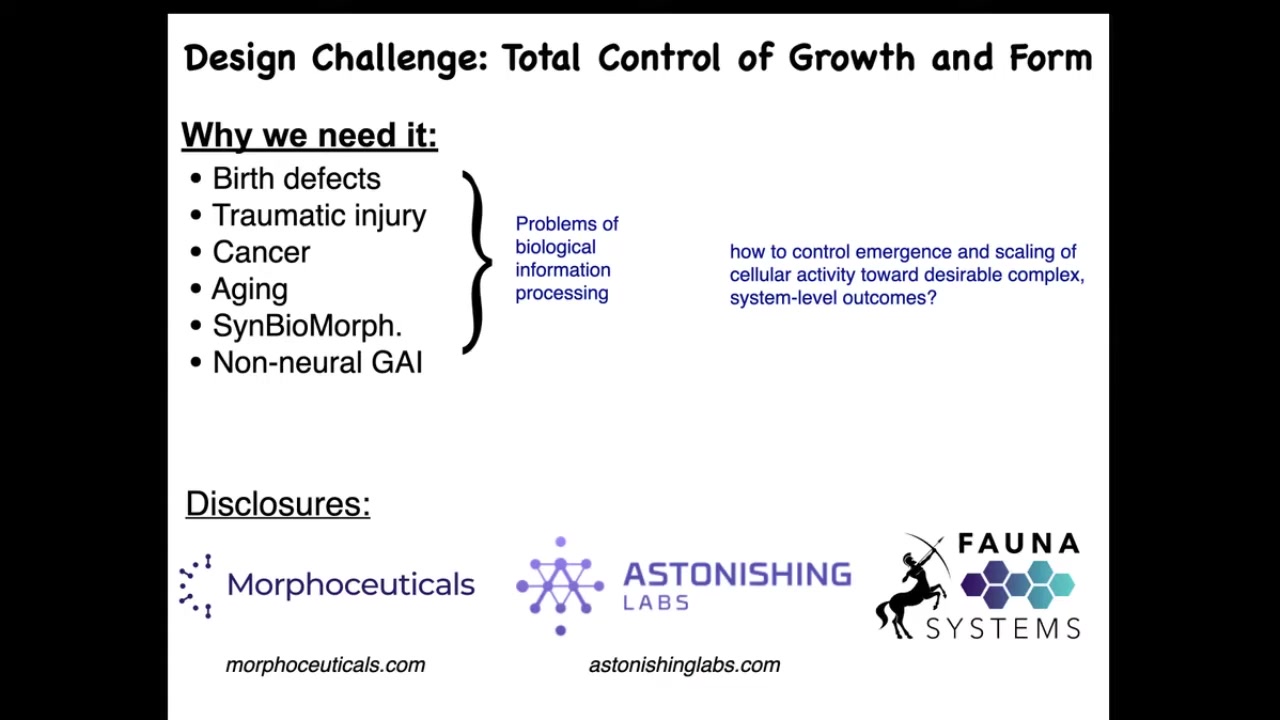 Design Challenge: Total Control of Growth and Form
Why we need it:
• Birth defects
• Traumatic injury
• Cancer
• Aging
• SynBioMorph.
• Non-neural GAI
Problems of
biological
information
processing
how to control emergence and scaling of
cellular activity toward desirable complex,
system-level outcomes?
Disclosures:
Morphoceuticals
morphoceuticals.com
ASTONISHING
LABS
astonishinglabs.com
FAUNA
SYSTEMS